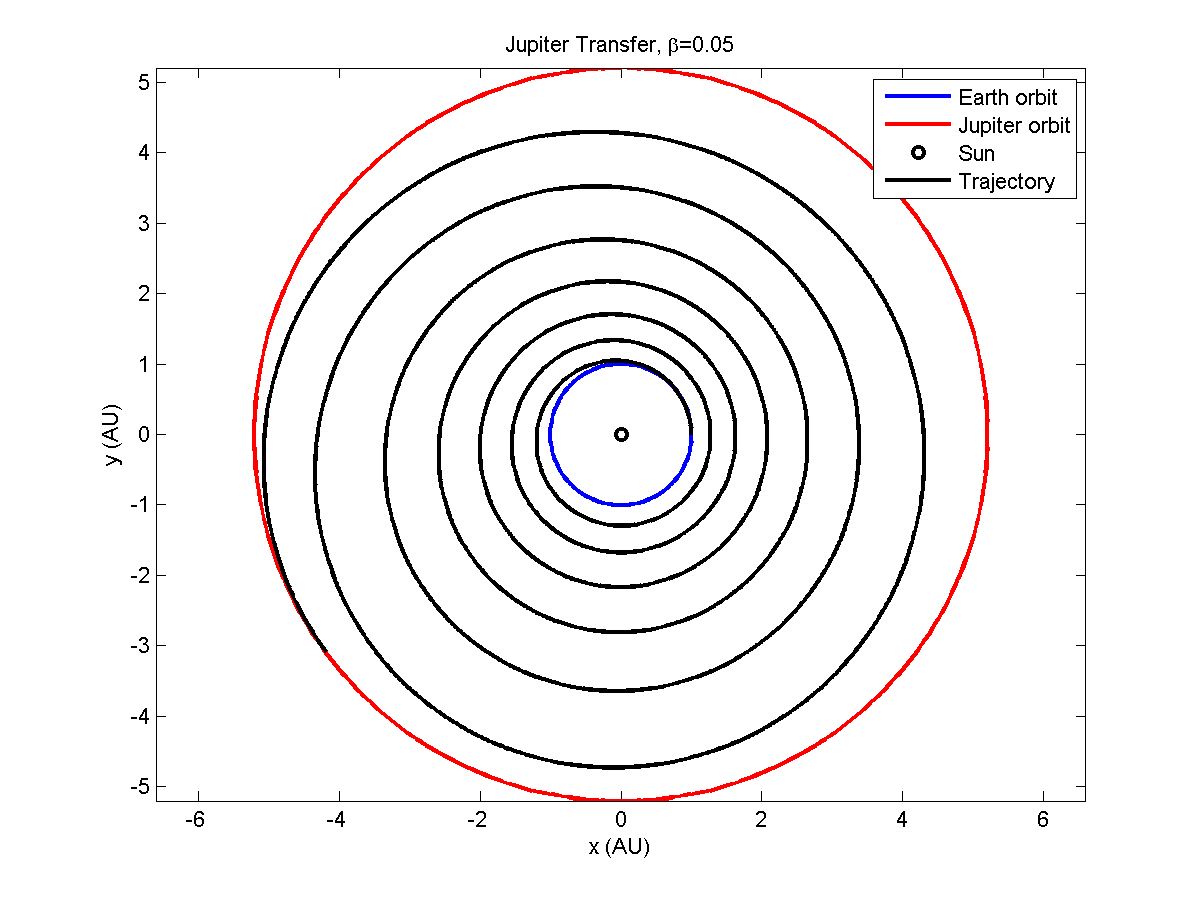 Jupiter Transfer, β=0.05
Earth orbit
Jupiter orbit
Sun
Trajectory
y (AU)
5
4
3
2
1
0
-1
-2
-3
-4
-5
-6 -4 -2 0 2 4 6
x (AU)